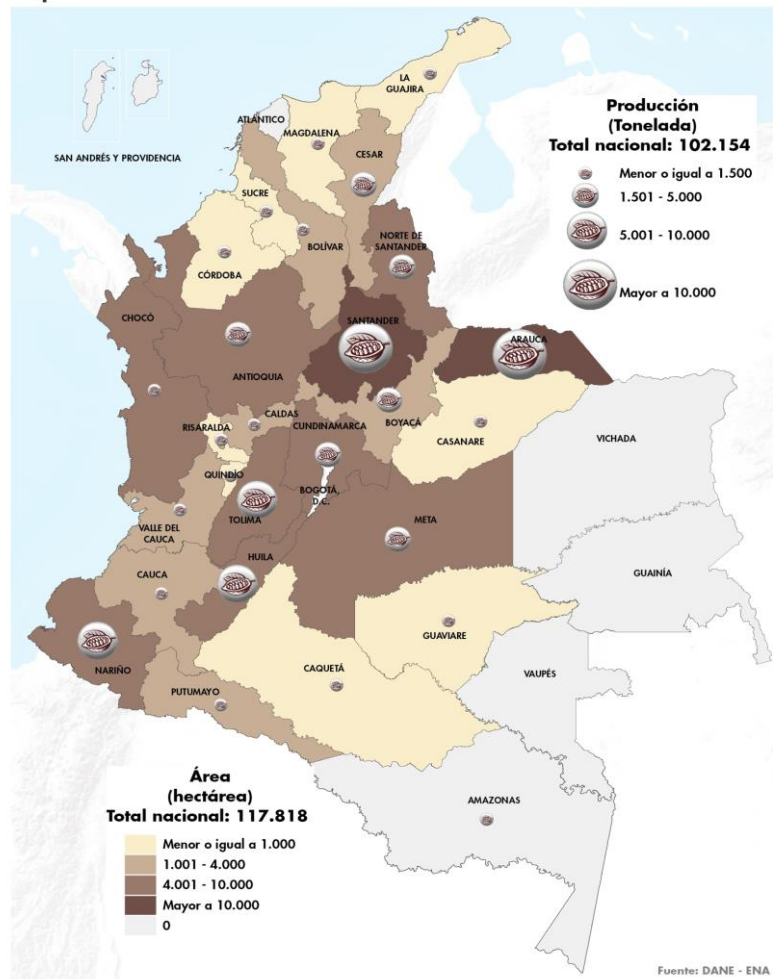 LA
GUAJIRA
ATLÁNTICO
MAGDALENA
CESAR
SAN ANDRÉS Y PROVIDENCIA
SUCRE
BOLÍVAR
NORTE DE
SANTANDER
CÓRDOBA
Producción
(Tonelada)
Total nacional: 102.154
Menor o igual a 1.500
1.501 - 5.000
5.001 - 10.000
Mayor a 10.000
CHOCÓ
SANTANDER
ARAUCA
ANTIOQUIA
CALDAS
RISARALDA
CUNDINAMARCA
BOYACÁ
CASANARE
VICHADA
QUINDÍO
BOGOTÁ,
D.C.
TOLIMA
META
VALLE DEL
CAUCA
HUILA
GUAINÍA
CAUCA
GUAVIARE
NARIÑO
CAQUETÁ
VAUPÉS
PUTUMAYO
AMAZONAS
Área
(hectárea)
Total nacional: 117.818
Menor o igual a 1.000
1.001 - 4.000
4.001 - 10.000
Mayor a 10.000
0
Fuente: DANE - ENA